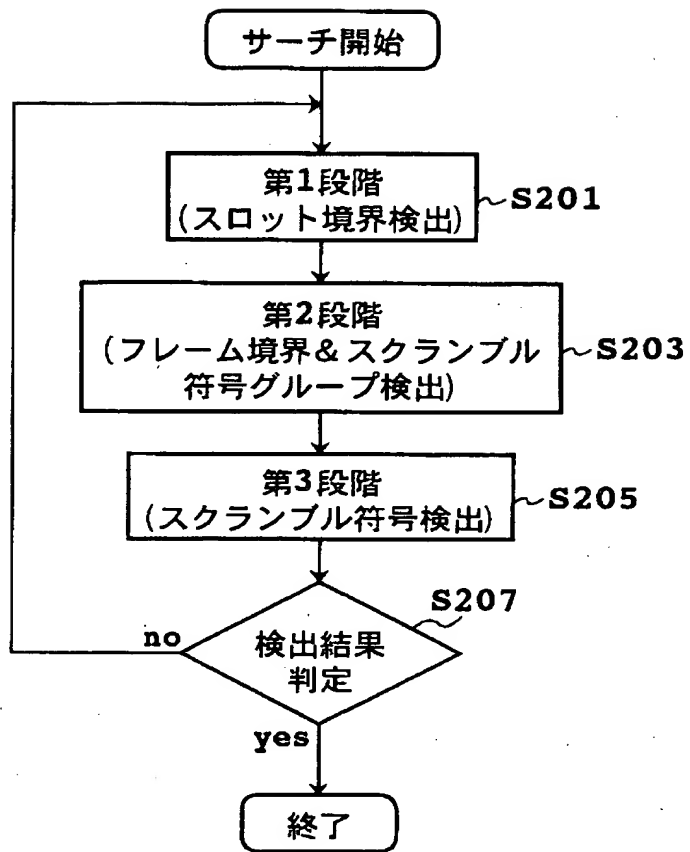 サーチ開始
第1段階
(スロット境界検出)
S201
第2段階
(フレーム境界&スクランブル
符号グループ検出)
S203
第3段階
(スクランブル符号検出)
S205
S207
no
検出結果
判定
yes
終了